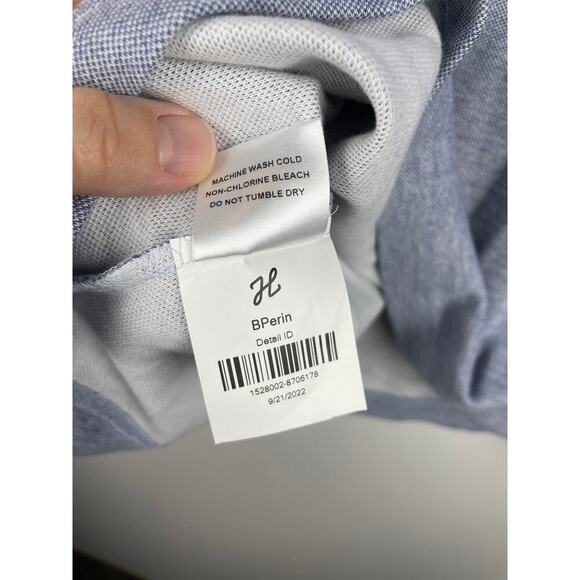 MACHINE WASH COLD
NON-CHLORINE BLEACH
DO NOT TUMBLE DRY
H
BPerin
Detail ID
1528002-8706178
9/21/2022